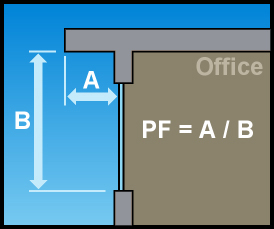 Office
A
B
PF = A / B